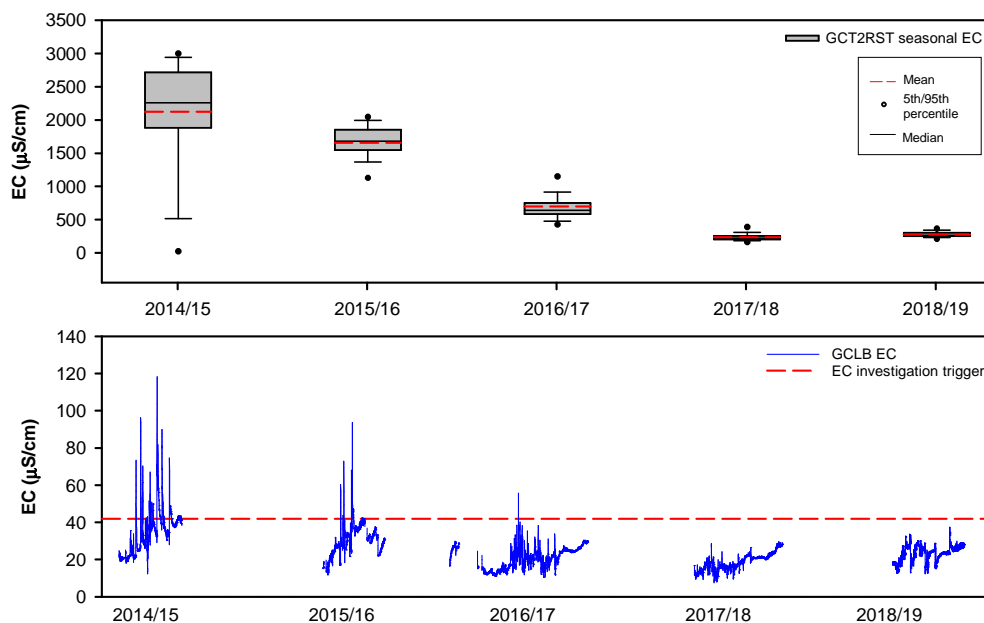 3500
3000
2500
2000
1500
1000
500
0
EC (µS/cm)
GCT2RST seasonal EC
Mean
5th/95th
percentile
Median
2014/15
2015/16
2016/17
2017/18
2018/19
140
120
100
80
60
40
20
0
EC (µS/cm)
GCLB EC
EC investigation trigger
2014/15
2015/16
2016/17
2017/18
2018/19